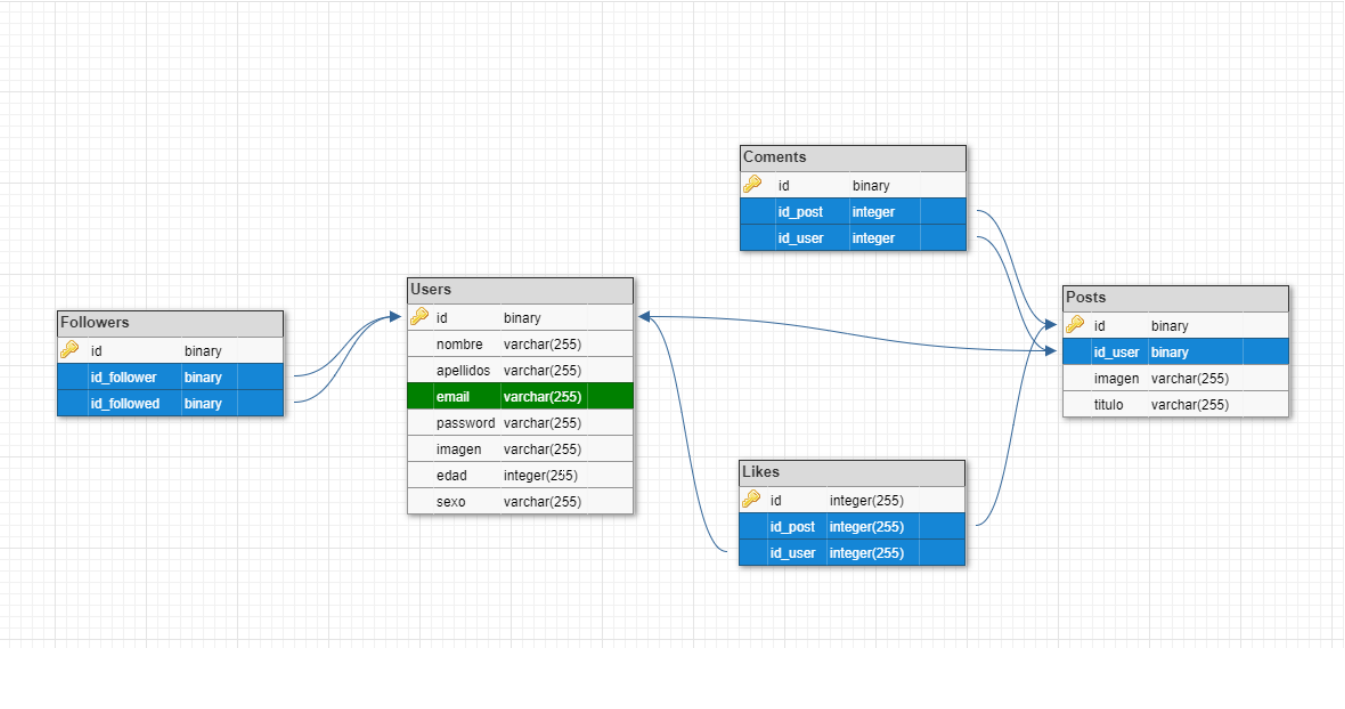 Followers
id binary
id_follower binary
id_followed binary
Users
id binary
nombre varchar(255)
apellidos varchar(255)
email varchar(255)
password varchar(255)
imagen varchar(255)
edad integer(255)
sexo varchar(255)
Coments
id binary
id_post integer
id_user integer
Likes
id integer(255)
id_post integer(255)
id_user integer(255)
Posts
id binary
id_user binary
imagen varchar(255)
titulo varchar(255)